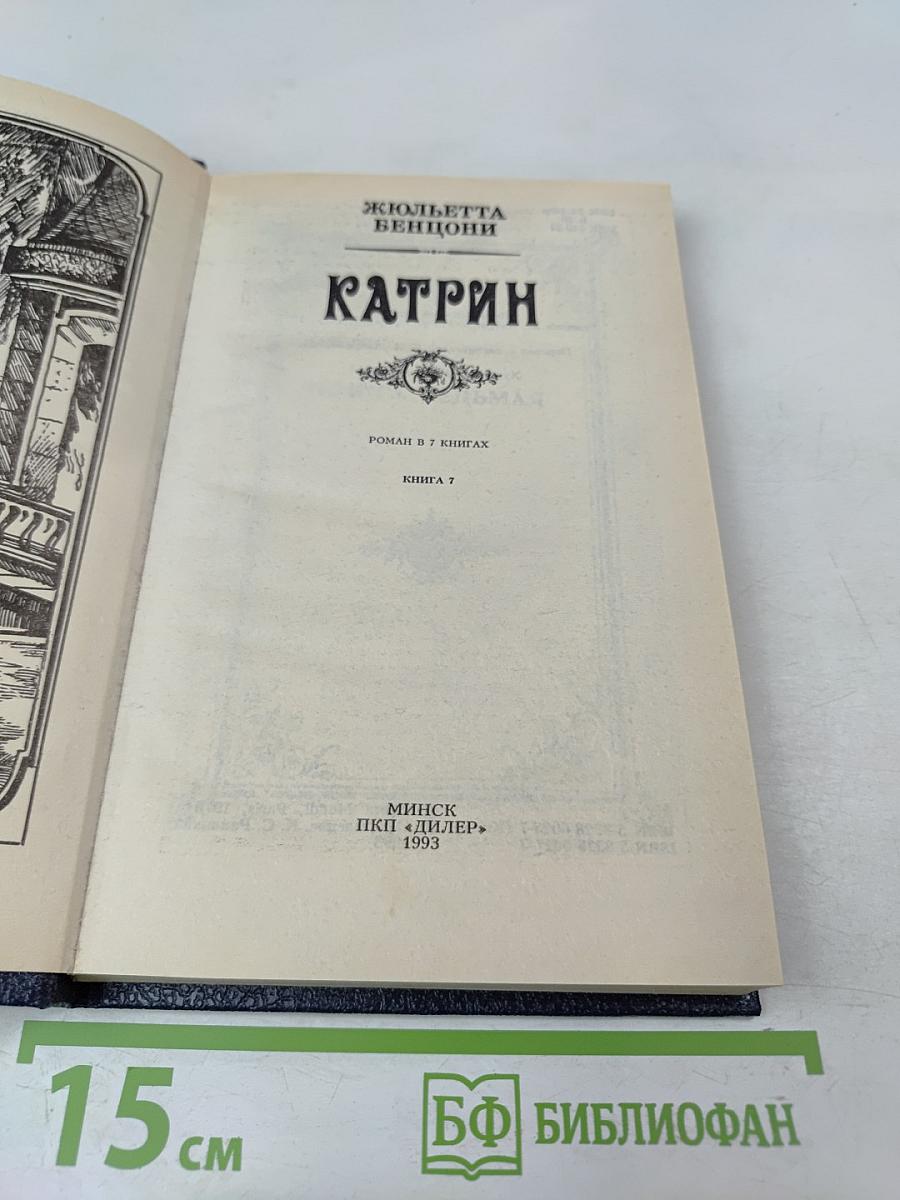 ЖЮЛЬЕТТА
БЕНЦОНИ
КАТРИН
РОМАН В 7 КНИГАХ
КНИГА 7
МИНСК
ПКП «ДИЛЕР»
1993
15 см
БФ БИБЛИОФАН